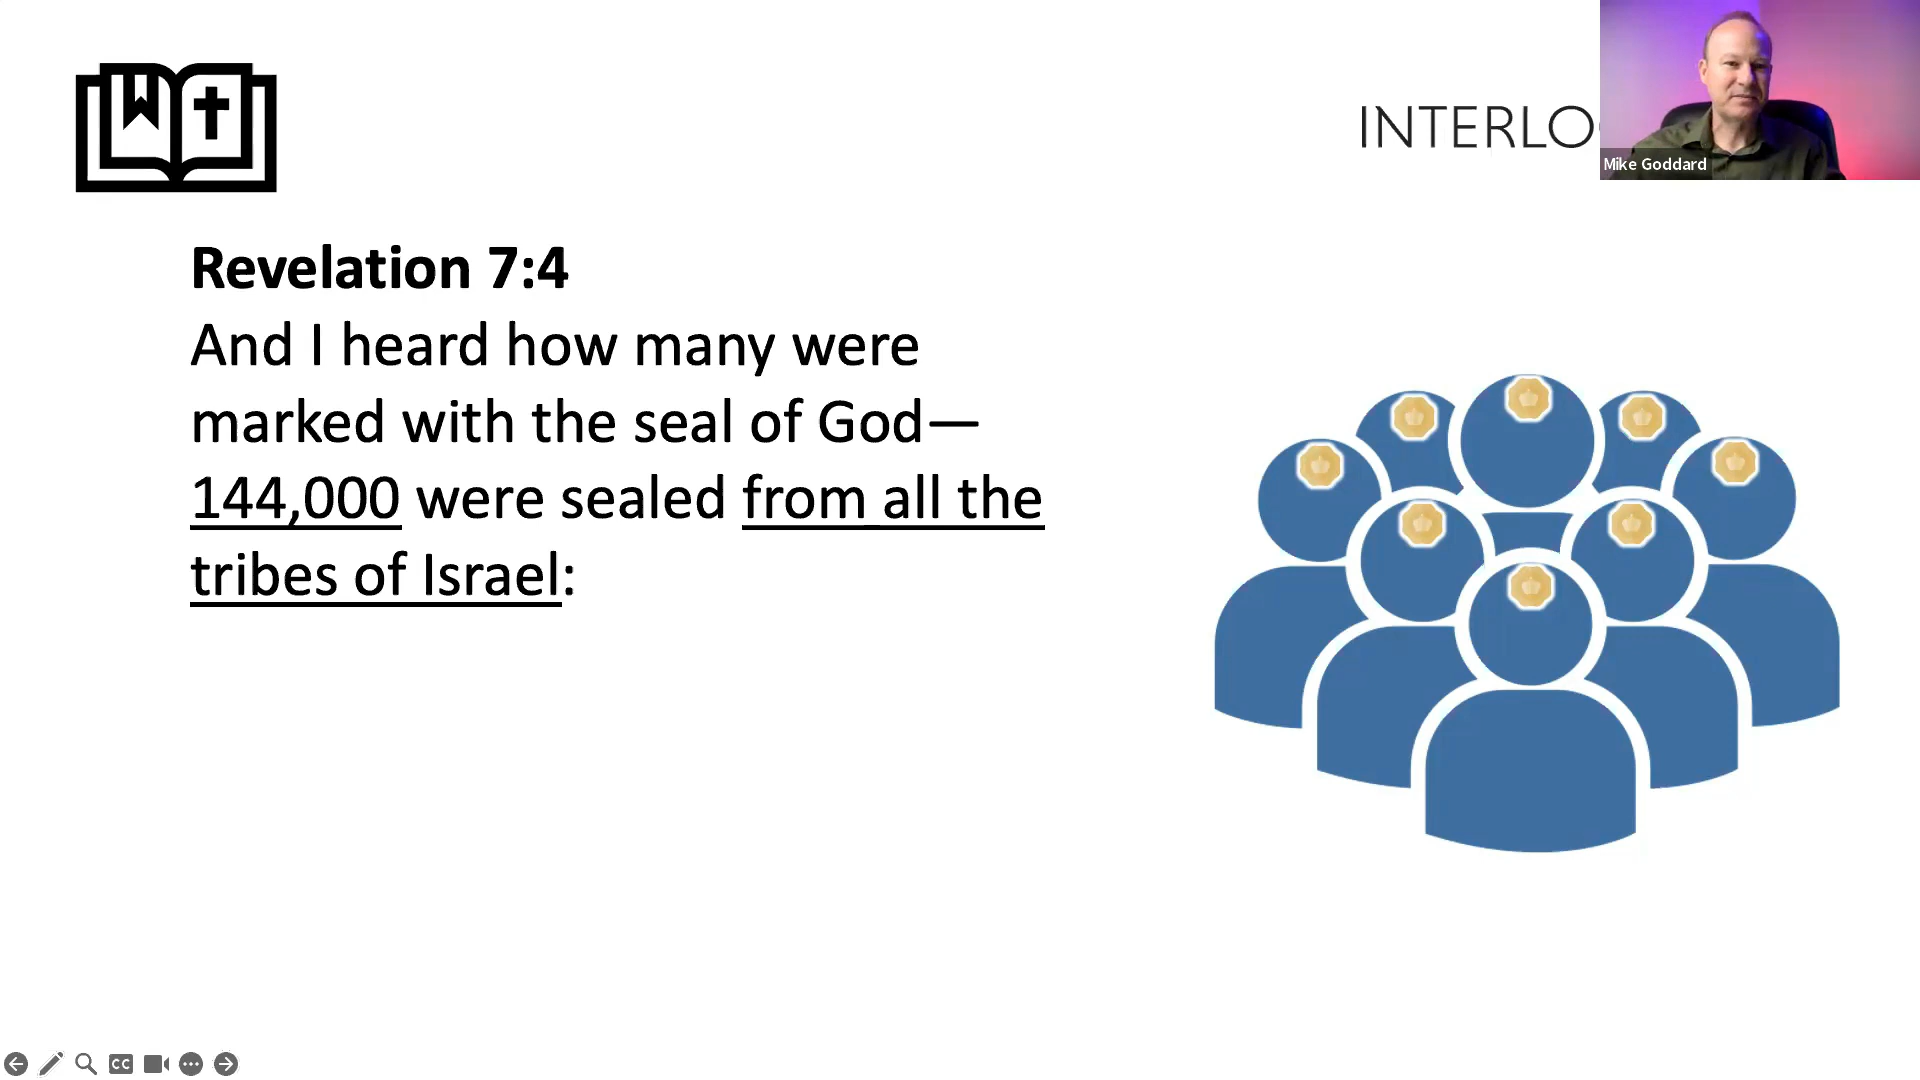 INTERLO
Mike Goddard
Revelation 7:4
And I heard how many were
marked with the seal of God—
144,000 were sealed from all the
tribes of Israel:
CC